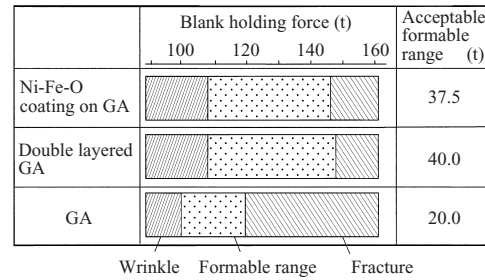 Blank holding force (t)
100 120 140 160
Acceptable
formable
range (t)
Ni-Fe-O
coating on GA
37.5
Double layered
GA
40.0
GA
20.0
Wrinkle Formable range Fracture